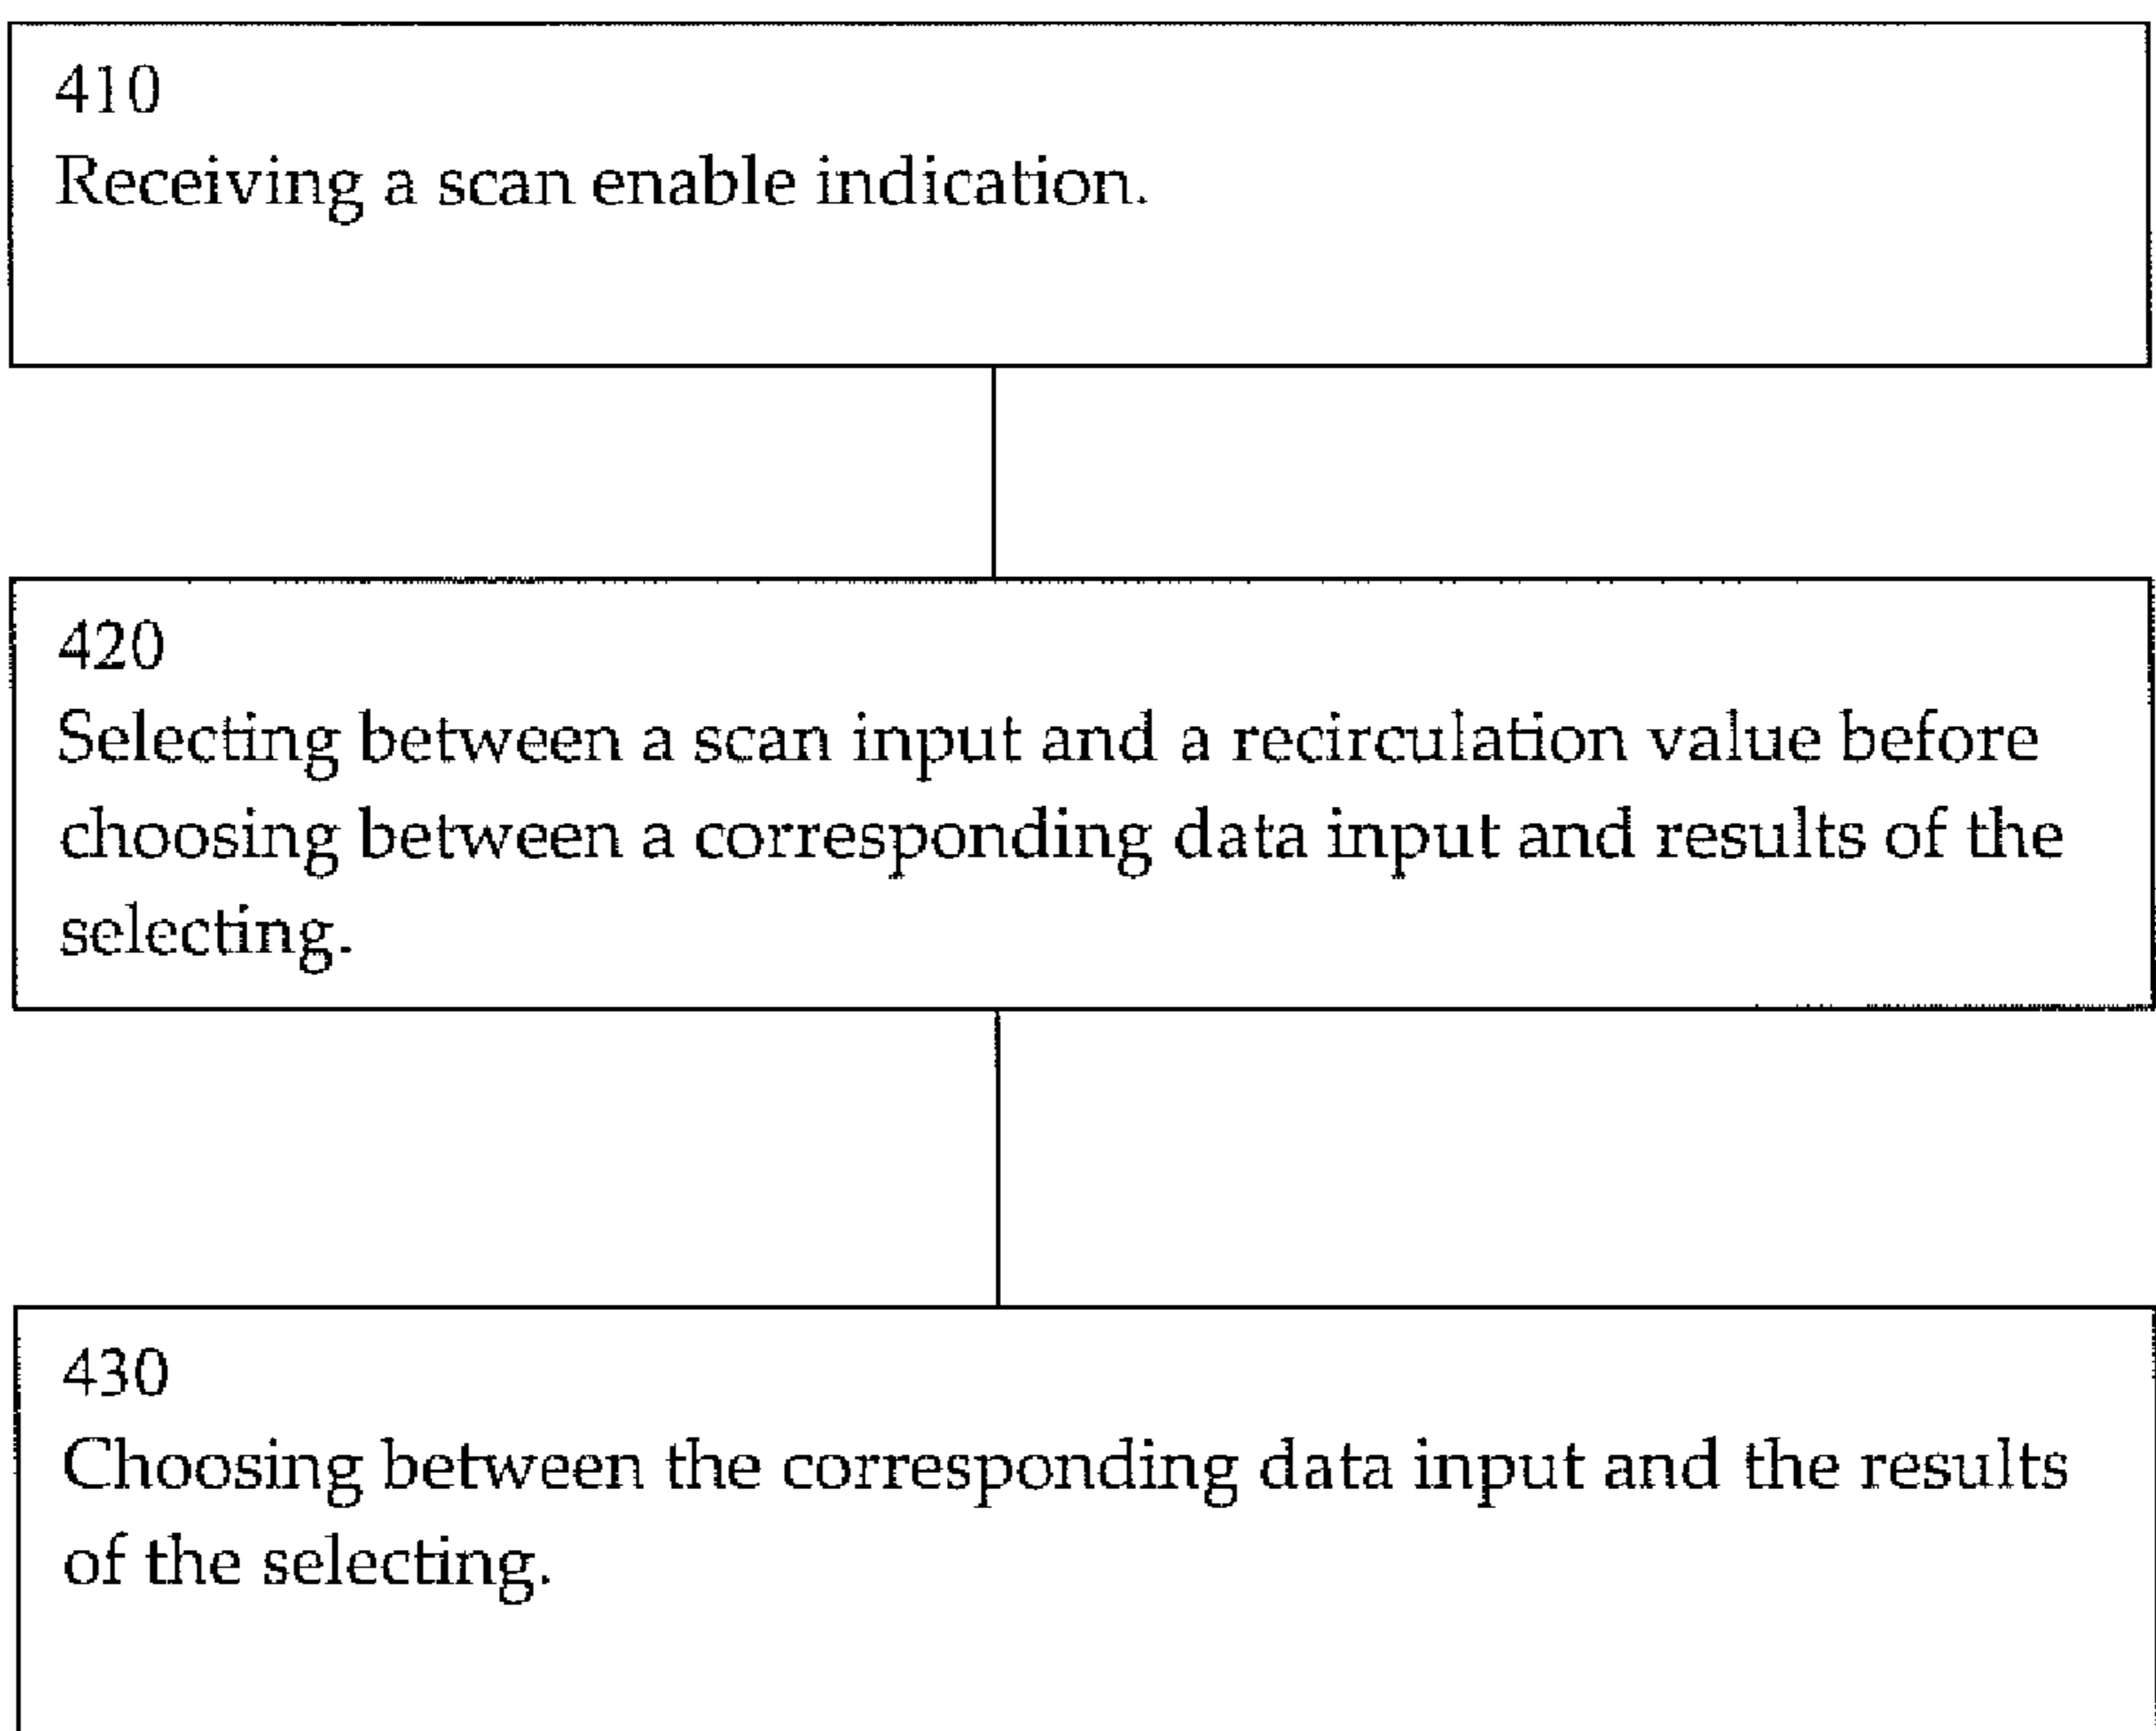 410
Receiving a scan enable indication.
420
Selecting between a scan input and a recirculation value before
choosing between a corresponding data input and results of the
selecting.
430
Choosing between the corresponding data input and the results
of the selecting.